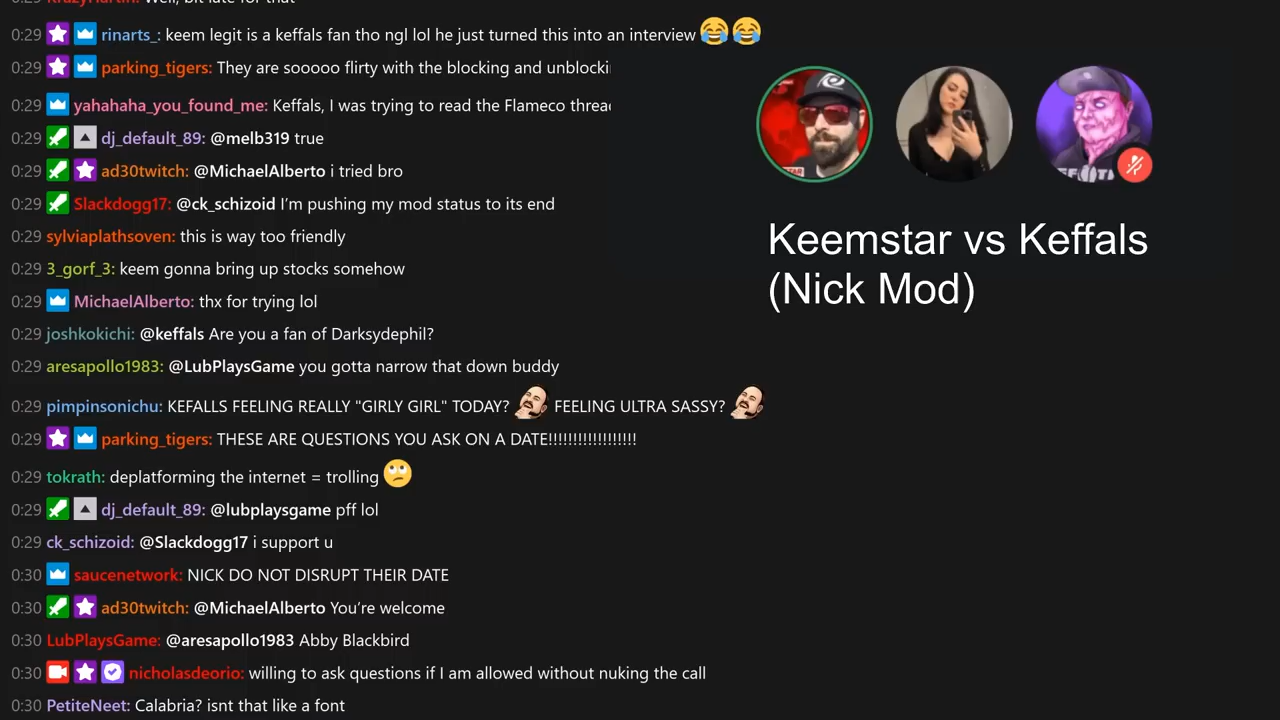 0:29 KrazyMartin: Well, bit late for that
0:29 rinarts_: keem legit is a keffals fan tho ngl lol he just turned this into an interview 😂😂
0:29 parking_tigers: They are sooooo flirty with the blocking and unblocki
0:29 yahahaha_you_found_me: Keffals, I was trying to read the Flameco threac
0:29 dj_default_89: @melb319 true
0:29 ad30twitch: @MichaelAlberto i tried bro
0:29 Slackdogg17: @ck_schizoid I’m pushing my mod status to its end
0:29 sylviaplathsoven: this is way too friendly
0:29 3_gorf_3: keem gonna bring up stocks somehow
0:29 MichaelAlberto: thx for trying lol
0:29 joshkokichi: @keffals Are you a fan of Darksydephil?
0:29 aresapollo1983: @LubPlaysGame you gotta narrow that down buddy
0:29 pimpinsonichu: KEFALLS FEELING REALLY "GIRLY GIRL" TODAY? FEELING ULTRA SASSY?
0:29 parking_tigers: THESE ARE QUESTIONS YOU ASK ON A DATE!!!!!!!!!!!!!!!!!!
0:29 tokrath: deplatforming the internet = trolling 🙄
0:29 dj_default_89: @lubplaysgame pff lol
0:29 ck_schizoid: @Slackdogg17 i support u
0:30 saucenetwork: NICK DO NOT DISRUPT THEIR DATE
0:30 ad30twitch: @MichaelAlberto You’re welcome
0:30 LubPlaysGame: @aresapollo1983 Abby Blackbird
0:30 nicholasdeorio: willing to ask questions if I am allowed without nuking the call
0:30 PetiteNeet: Calabria? isnt that like a font
Keemstar vs Keffals
(Nick Mod)